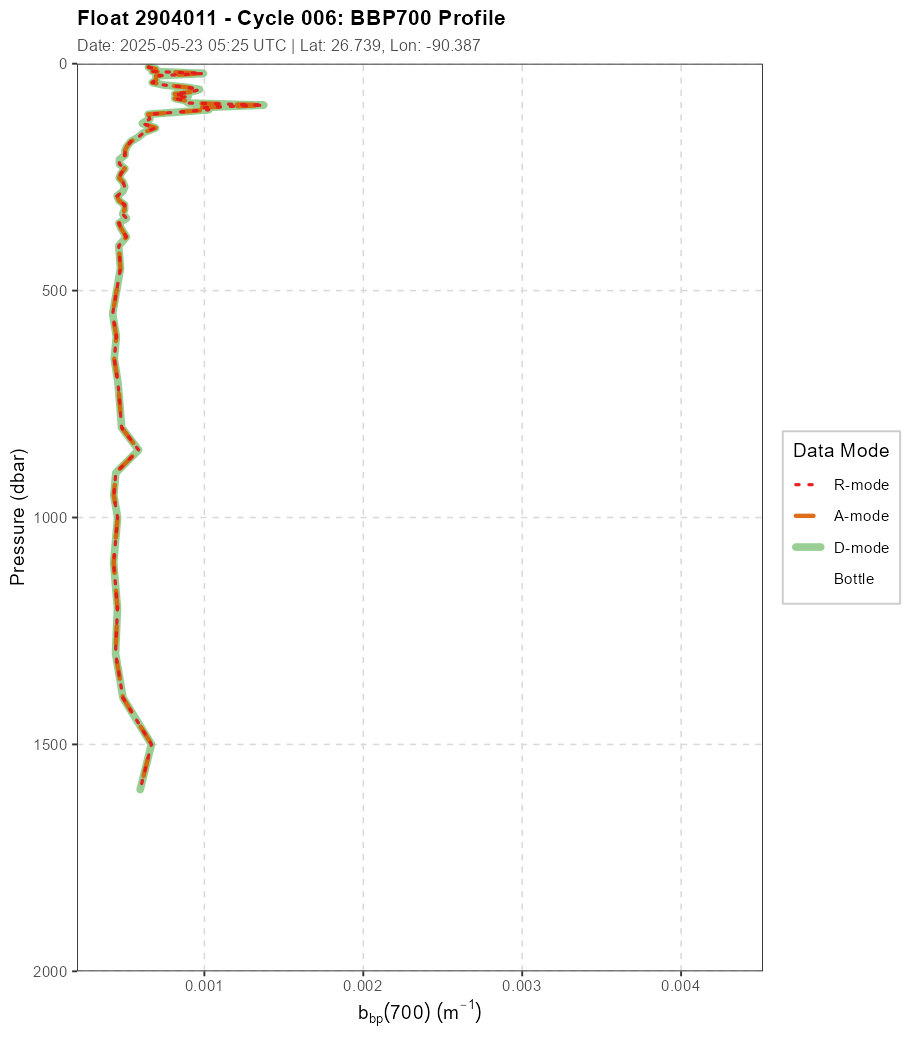 Float 2904011 - Cycle 006: BBP700 Profile
Date: 2025-05-23 05:25 UTC | Lat: 26.739, Lon: -90.387
0
500
1000
1500
2000
Pressure (dbar)
0.001 0.002 0.003 0.004
b_bp(700) (m⁻¹)
Data Mode
R-mode
A-mode
D-mode
Bottle